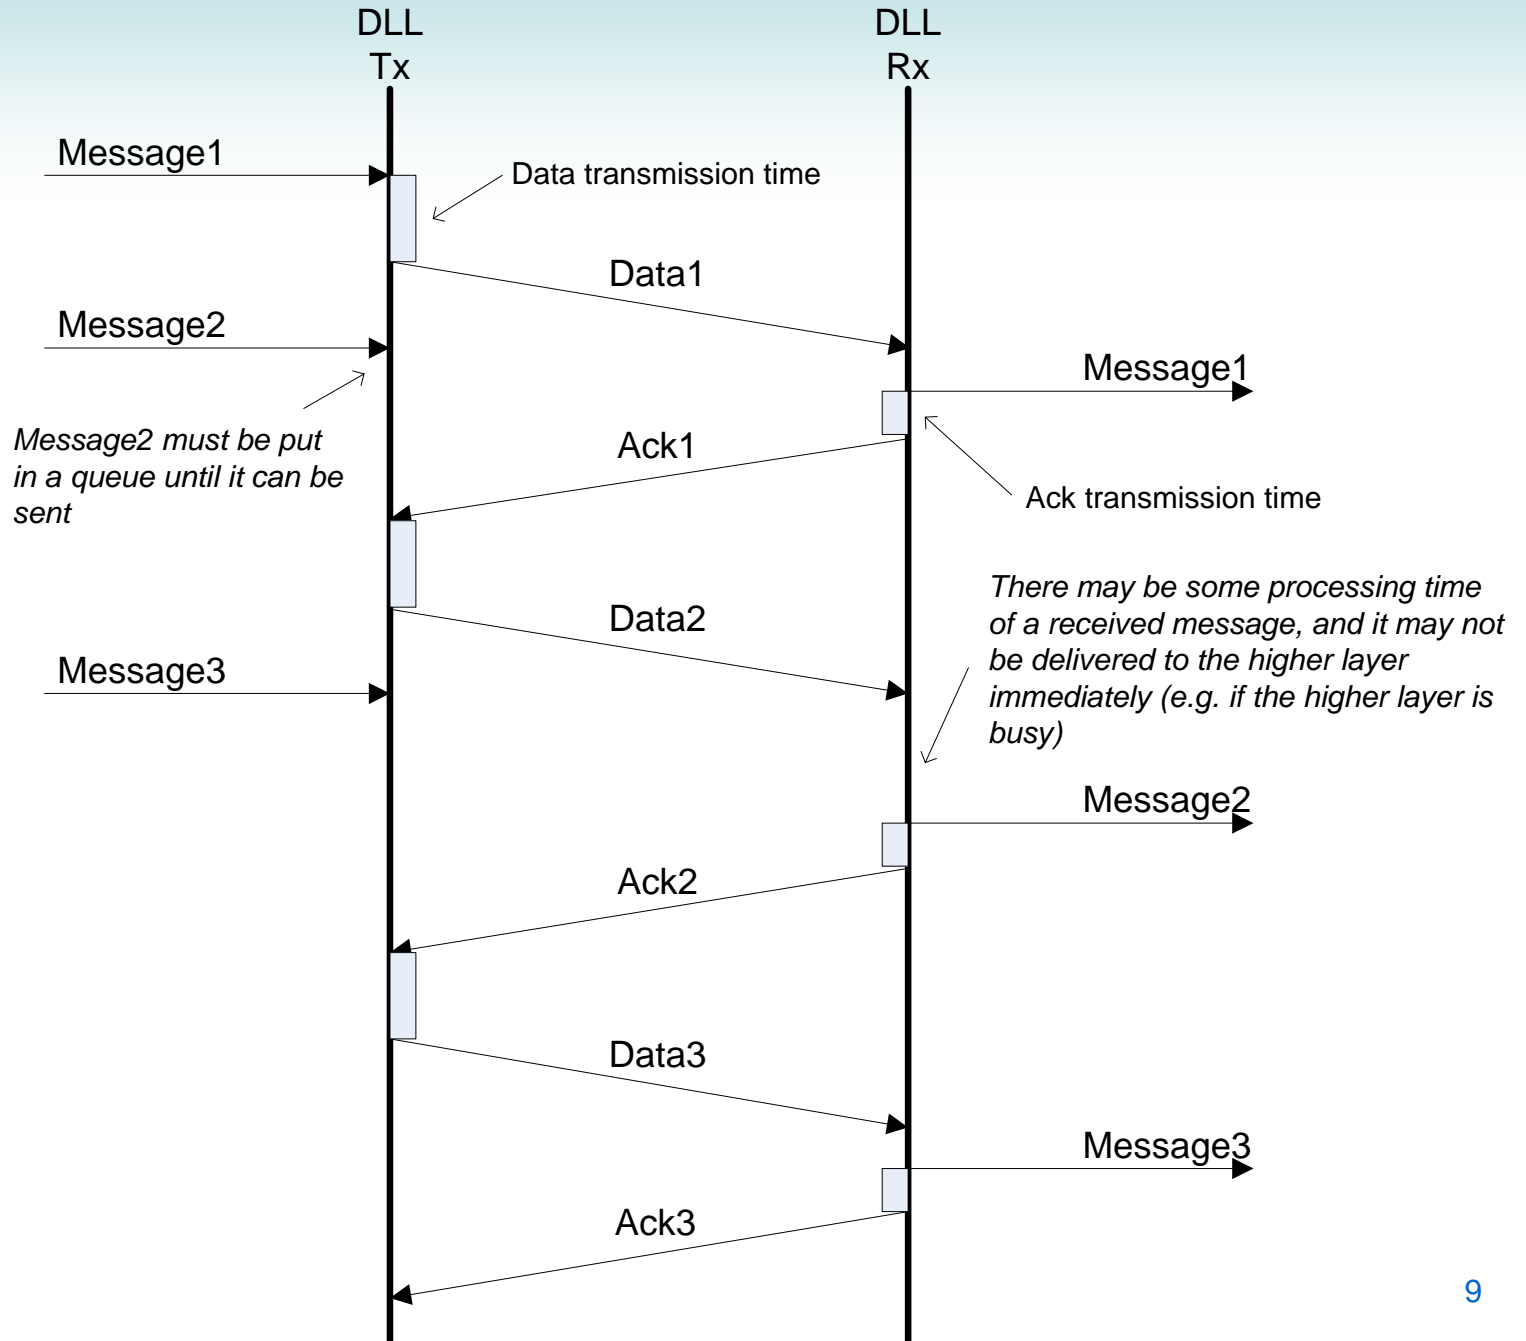 DLL
Tx
DLL
Rx
Message1
Data transmission time
Data1
Message2
Message1
Message2 must be put
in a queue until it can be
sent
Ack1
Ack transmission time
There may be some processing time
of a received message, and it may not
be delivered to the higher layer
immediately (e.g. if the higher layer is
busy)
Data2
Message3
Message2
Ack2
Data3
Message3
Ack3
9